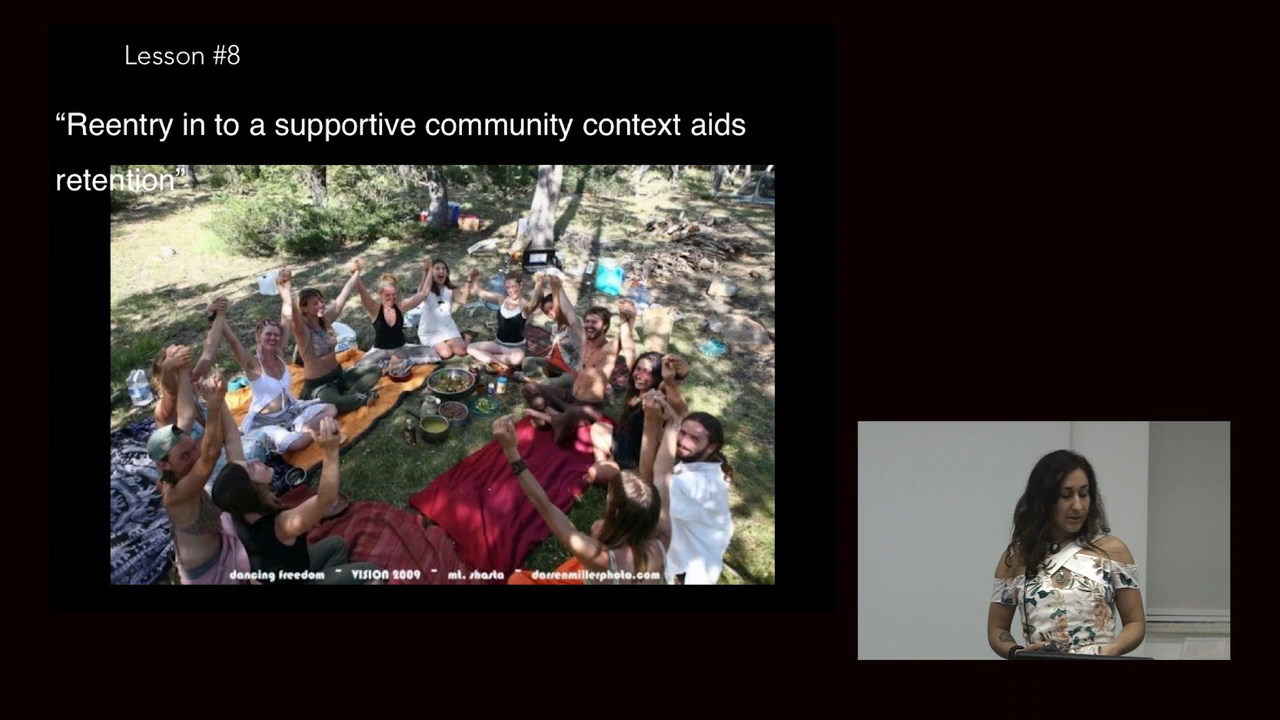 Lesson #8
“Reentry in to a supportive community context aids
retention”
dancing freedom ~ VISION 2009 ~ mt. shasta ~ darrenmillerphoto.com